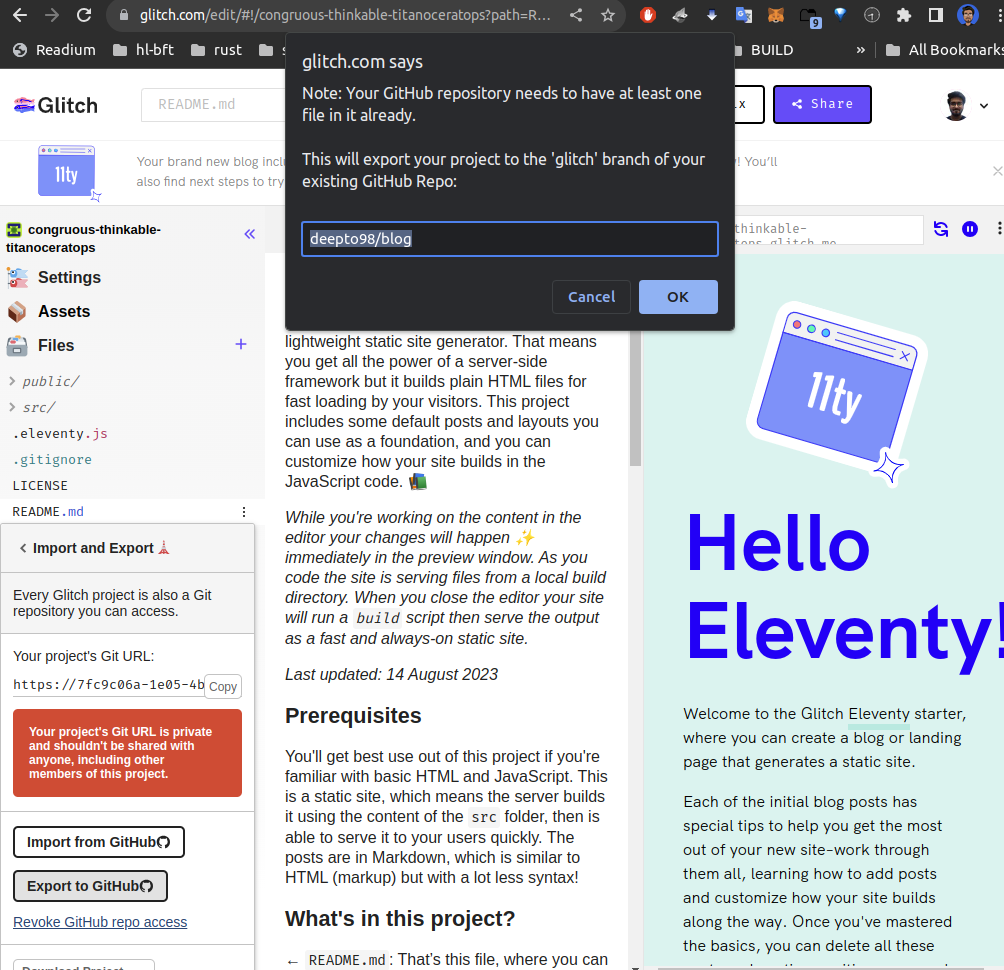 glitch.com/edit/#!/congruous-thinkable-titanoceratops?path=R...
9
Readium
hl-bft
rust
BUILD
»
All Bookmarks
glitch.com says
Note: Your GitHub repository needs to have at least one
file in it already.
This will export your project to the 'glitch' branch of your
existing GitHub Repo:
deepto98/blog
Cancel
OK
Glitch
README.md
Share
11ty
Your brand new blog
also find next steps to try
! You'll
congruous-thinkable-
titanoceratops
«
Settings
Assets
Files
+
public/
src/
.eleventy.js
.gitignore
LICENSE
README.md
Import and Export
Every Glitch project is also a Git
repository you can access.
Your project's Git URL:
https://7fc9c06a-1e05-4b
Copy
Your project's Git URL is private
and shouldn't be shared with
anyone, including other
members of this project.
Import from GitHub
Export to GitHub
Revoke GitHub repo access
Download Project
lightweight static site generator. That means
you get all the power of a server-side
framework but it builds plain HTML files for
fast loading by your visitors. This project
includes some default posts and layouts you
can use as a foundation, and you can
customize how your site builds in the
JavaScript code.
While you're working on the content in the
editor your changes will happen ✨
immediately in the preview window. As you
code the site is serving files from a local build
directory. When you close the editor your site
will run a build script then serve the output
as a fast and always-on static site.
Last updated: 14 August 2023
Prerequisites
You'll get best use out of this project if you're
familiar with basic HTML and JavaScript. This
is a static site, which means the server builds
it using the content of the src folder, then is
able to serve it to your users quickly. The
posts are in Markdown, which is similar to
HTML (markup) but with a lot less syntax!
What's in this project?
← README.md: That's this file, where you can
thinkable-
11ty
Hello
Eleventy!
Welcome to the Glitch Eleventy starter,
where you can create a blog or landing
page that generates a static site.
Each of the initial blog posts has
special tips to help you get the most
out of your new site–work through
them all, learning how to add posts
and customize how your site builds
along the way. Once you've mastered
the basics, you can delete all these